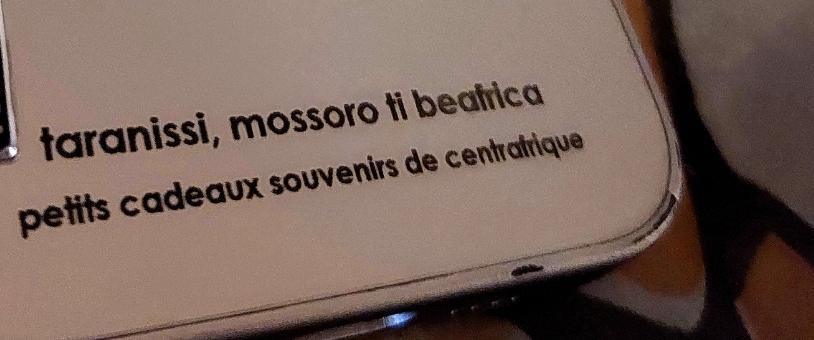 taranissi, mossoro ti beafrica
petits cadeaux souvenirs de centrafrique